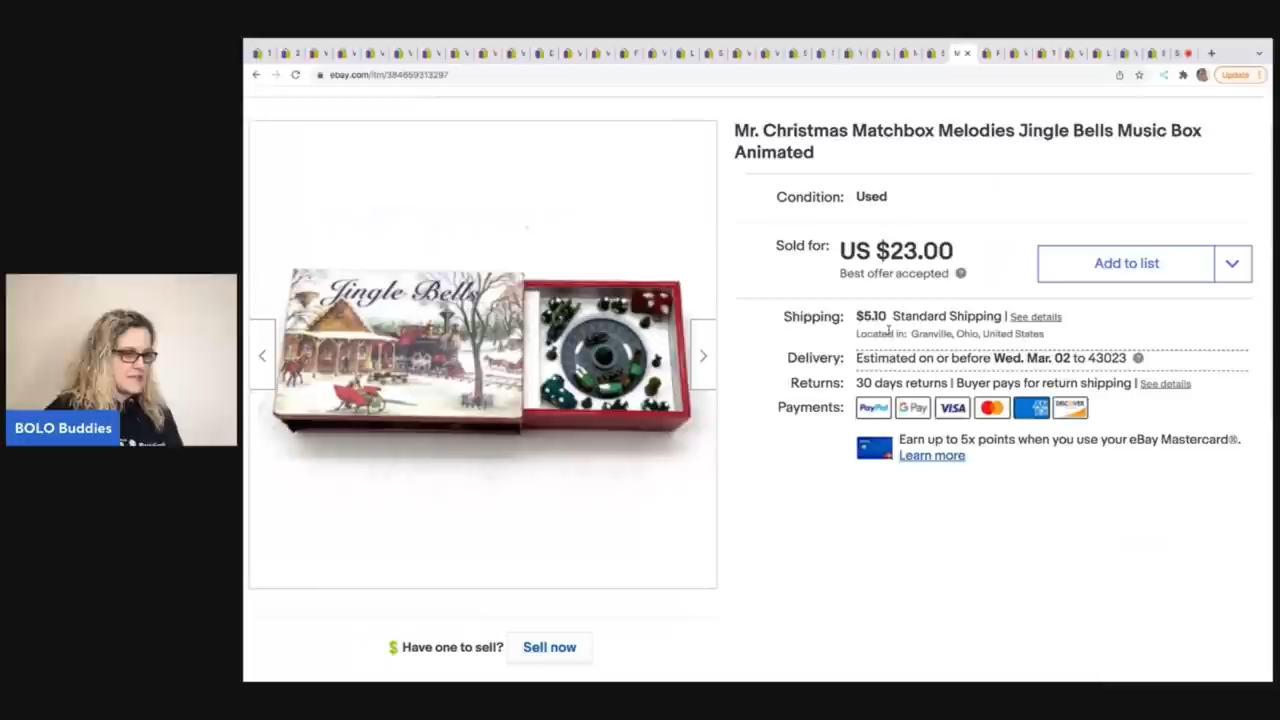 ebay.com/itm/384659313297
Update
Mr. Christmas Matchbox Melodies Jingle Bells Music Box
Animated
Condition: Used
Sold for: US $23.00
Best offer accepted
Add to list
Shipping: $5.10 Standard Shipping | See details
Located in: Granville, Ohio, United States
Delivery: Estimated on or before Wed. Mar. 02 to 43023
Returns: 30 days returns | Buyer pays for return shipping | See details
Payments: PayPal G Pay VISA DISCOVER
Earn up to 5x points when you use your eBay Mastercard®.
Learn more
Jingle Bells
BOLO Buddies
Have one to sell? Sell now